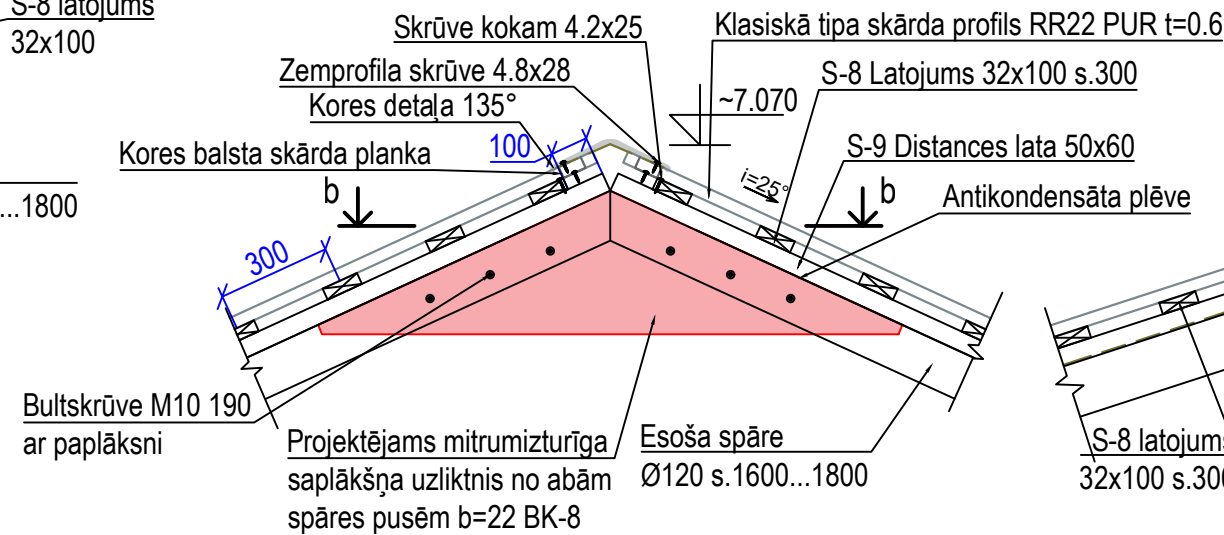 S-8 latojums
32x100
Skrūve kokam 4.2x25
Klasiskā tipa skārda profils RR22 PUR t=0.6
Zemprofila skrūve 4.8x28
S-8 Latojums 32x100 s.300
Kores detaļa 135°
~7.070
Kores balsta skārda planka
100
S-9 Distances lata 50x60
i=25°
...1800
b
b
Antikondensāta plēve
300
Bultskrūve M10 190
ar paplāksni
Projektējams mitrumizturīga
saplākšņa uzliktnis no abām
spāres pusēm b=22 BK-8
Esoša spāre
Ø120 s.1600...1800
S-8 latojums
32x100 s.300